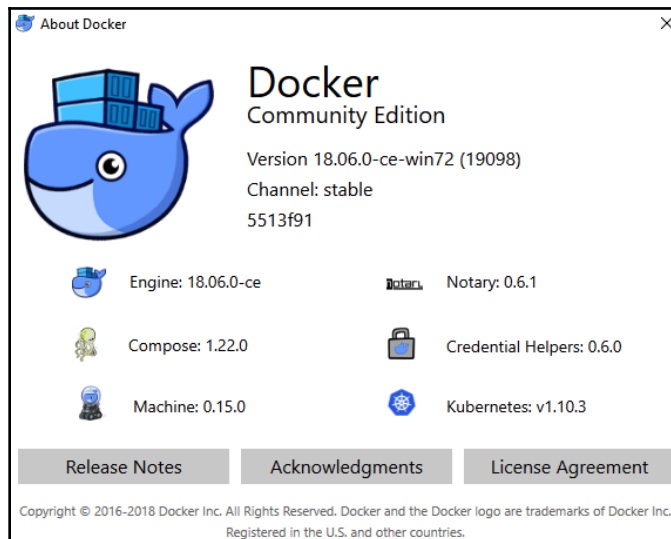 About Docker
Docker
Community Edition
Version 18.06.0-ce-win72 (19098)
Channel: stable
5513f91
Engine: 18.06.0-ce
Notary: 0.6.1
Compose: 1.22.0
Credential Helpers: 0.6.0
Machine: 0.15.0
Kubernetes: v1.10.3
Release Notes
Acknowledgments
License Agreement
Copyright © 2016-2018 Docker Inc. All Rights Reserved. Docker and the Docker logo are trademarks of Docker Inc.
Registered in the U.S. and other countries.